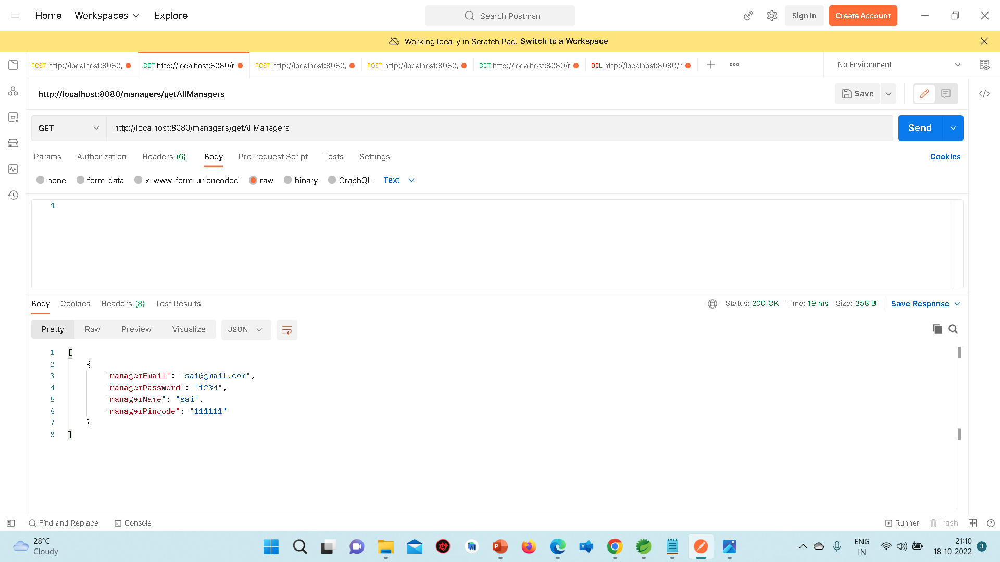 Home Workspaces Explore Search Postman Sign In Create Account
Working locally in Scratch Pad. Switch to a Workspace
POST http://localhost:8080, GET http://localhost:8080/r POST http://localhost:8080, POST http://localhost:8080, GET http://localhost:8080/r DEL http://localhost:8080/r No Environment
http://localhost:8080/managers/getAllManagers Save
GET http://localhost:8080/managers/getAllManagers Send
Params Authorization Headers (6) Body Pre-request Script Tests Settings Cookies
none form-data x-www-form-urlencoded raw binary GraphQL Text
1
Body Cookies Headers (8) Test Results Status: 200 OK Time: 19 ms Size: 358 B Save Response
Pretty Raw Preview Visualize JSON
1 [
2 {
3 "managerEmail": "sai@gmail.com",
4 "managerPassword": "1234",
5 "managerName": "sai",
6 "managerPincode": "111111"
7 }
8 ]
Find and Replace Console Runner Trash
28°C
Cloudy
ENG
IN
21:10
18-10-2022
3